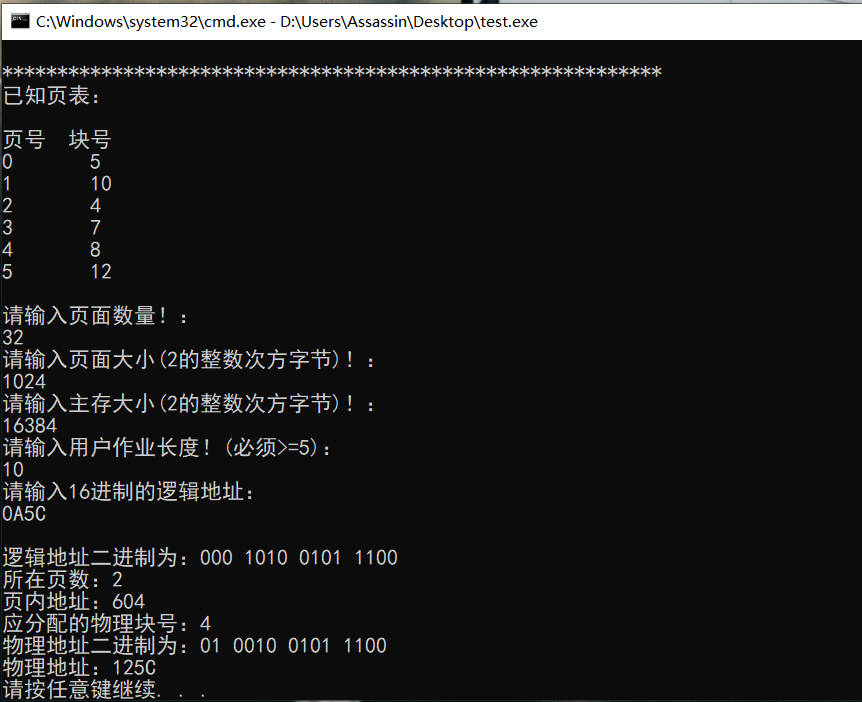 C:\Windows\system32\cmd.exe - D:\Users\Assassin\Desktop\test.exe
************************************************************
已知页表：
页号  块号
0       5
1       10
2       4
3       7
4       8
5       12
请输入页面数量！：
32
请输入页面大小(2的整数次方字节)！：
1024
请输入主存大小(2的整数次方字节)！：
16384
请输入用户作业长度！(必须>=5)：
10
请输入16进制的逻辑地址：
0A5C
逻辑地址二进制为：000 1010 0101 1100
所在页数：2
页内地址：604
应分配的物理块号：4
物理地址二进制为：01 0010 0101 1100
物理地址：125C
请按任意键继续. . .